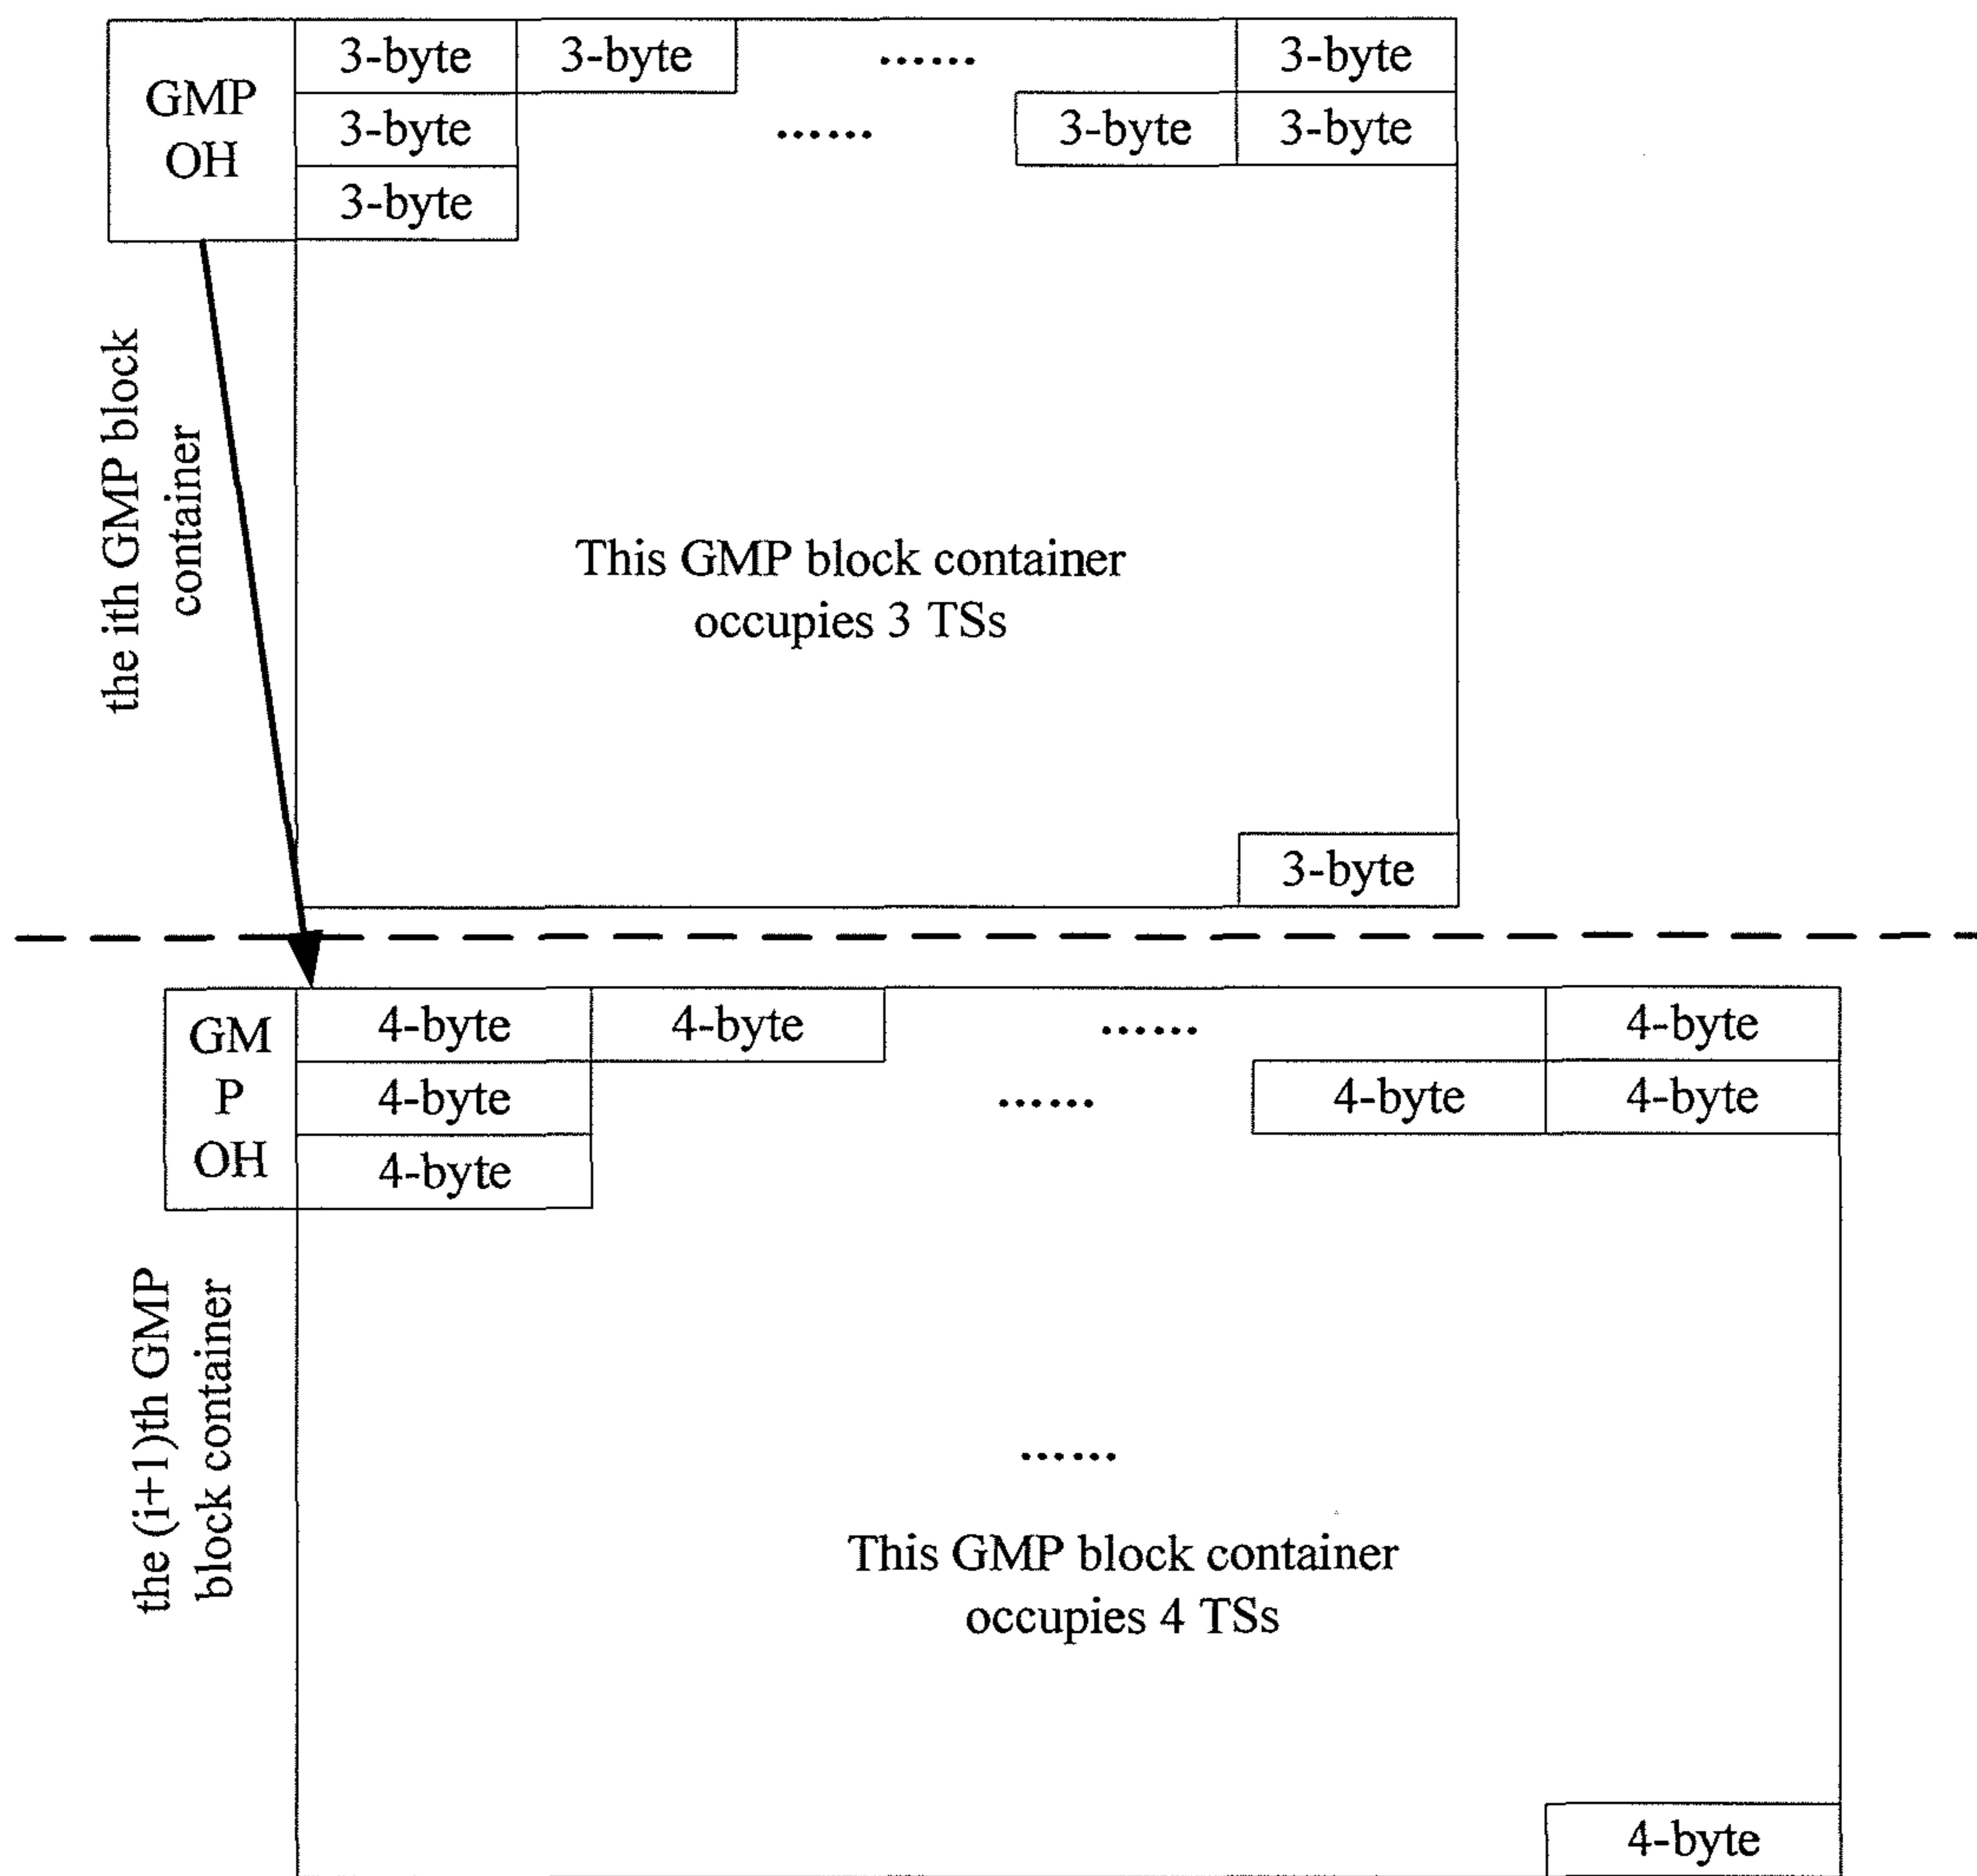 GMP
OH
3-byte 3-byte ...... 3-byte
3-byte ...... 3-byte 3-byte
3-byte
the ith GMP block
container
This GMP block container
occupies 3 TSs
3-byte
GM
P
OH
4-byte 4-byte ...... 4-byte
4-byte ...... 4-byte 4-byte
4-byte
the (i+1)th GMP
block container
......
This GMP block container
occupies 4 TSs
4-byte